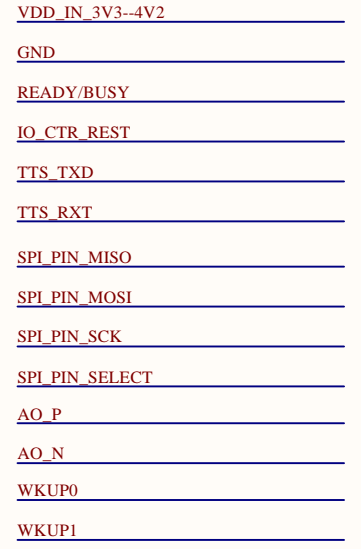 VDD_IN_3V3--4V2
GND
READY/BUSY
IO_CTR_REST
TTS_TXD
TTS_RXT
SPI_PIN_MISO
SPI_PIN_MOSI
SPI_PIN_SCK
SPI_PIN_SELECT
AO_P
AO_N
WKUP0
WKUP1